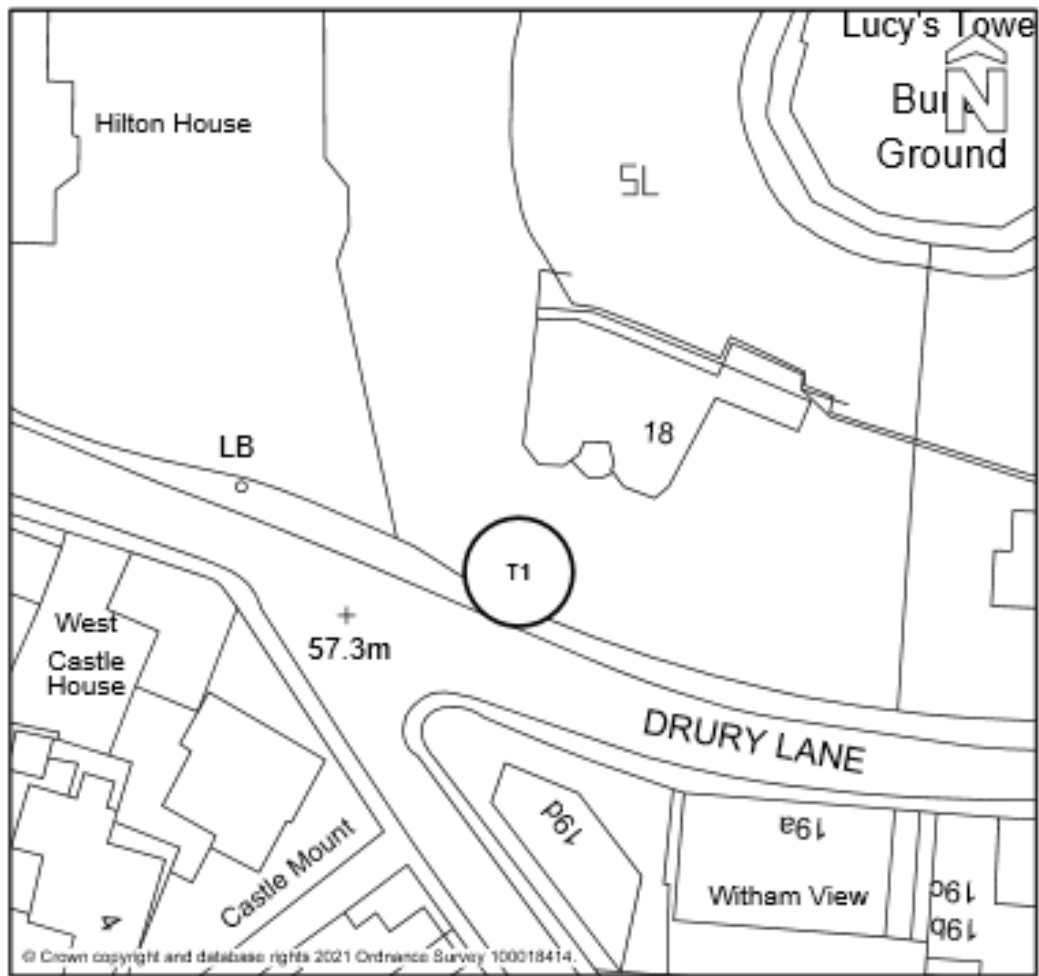 Lucy's Towe
N
Ground
Hilton House
SL
18
LB
T1
57.3m
West
Castle
House
DRURY LANE
19d
19a
Castle Mount
Witham View
19c
19b
4
© Crown copyright and database rights 2021 Ordnance Survey 100018414.